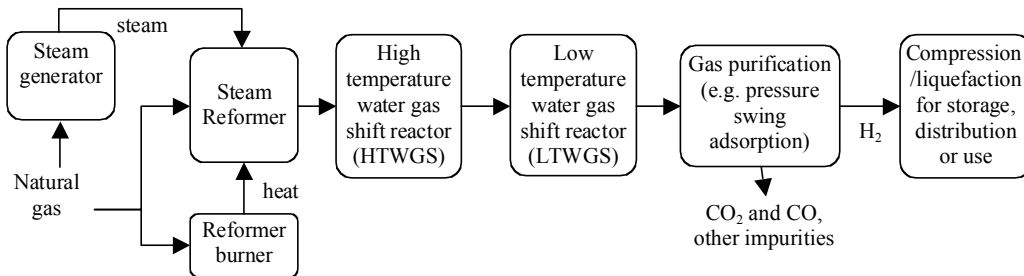 steam
Steam
generator
Natural
gas
Steam
Reformer
heat
Reformer
burner
High
temperature
water gas
shift reactor
(HTWGS)
Low
temperature
water gas
shift reactor
(LTWGS)
Gas purification
(e.g. pressure
swing
adsorption)
CO2 and CO,
other impurities
H2
Compression
/liquefaction
for storage,
distribution
or use